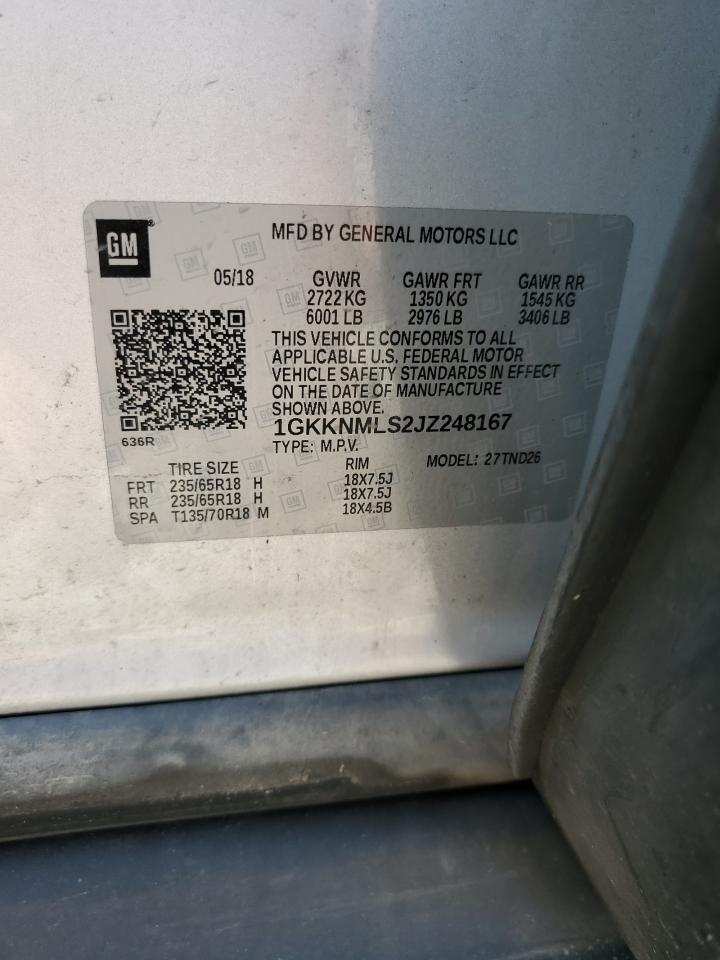 GM
MFD BY GENERAL MOTORS LLC
05/18 GVWR GAWR FRT GAWR RR
2722 KG 1350 KG 1545 KG
6001 LB 2976 LB 3406 LB
THIS VEHICLE CONFORMS TO ALL
APPLICABLE U.S. FEDERAL MOTOR
VEHICLE SAFETY STANDARDS IN EFFECT
ON THE DATE OF MANUFACTURE
SHOWN ABOVE.
1GKKNMLS2JZ248167
636R
TYPE: M.P.V. MODEL: 27TND26
TIRE SIZE RIM
FRT 235/65R18 H 18X7.5J
RR 235/65R18 H 18X7.5J
SPA T135/70R18 M 18X4.5B